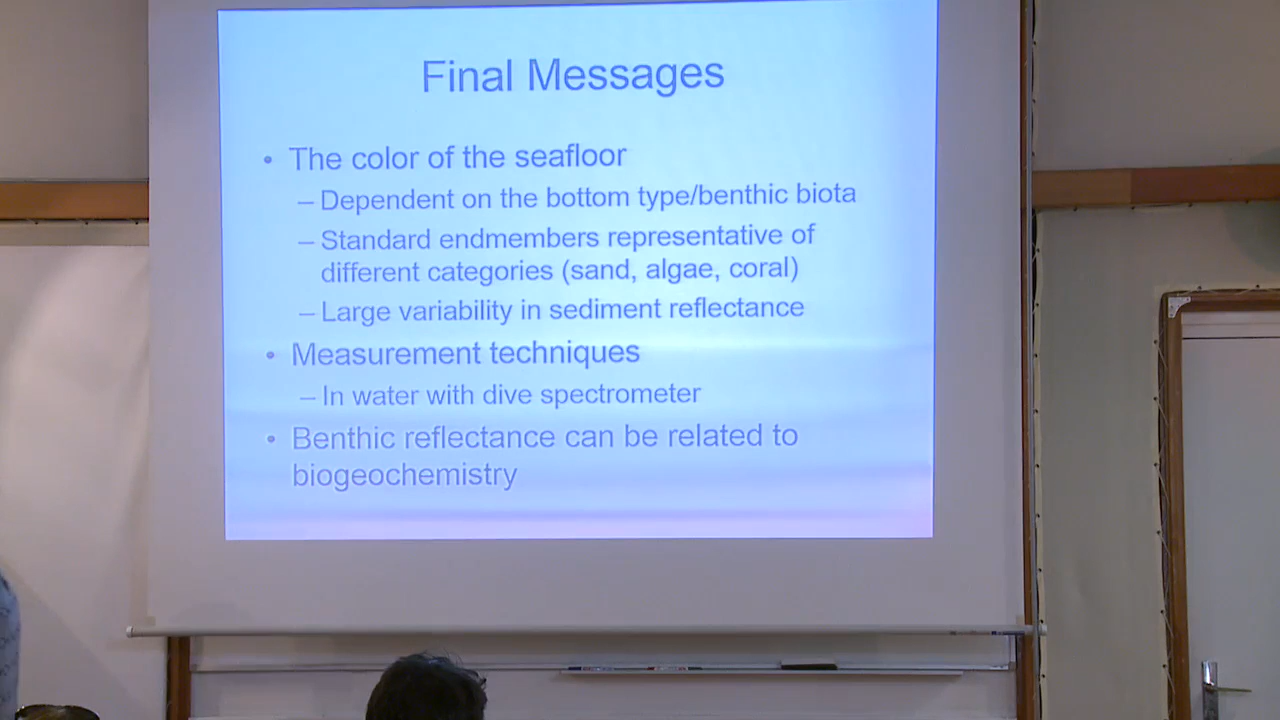 Final Messages
• The color of the seafloor
– Dependent on the bottom type/benthic biota
– Standard endmembers representative of
different categories (sand, algae, coral)
– Large variability in sediment reflectance
• Measurement techniques
– In water with dive spectrometer
• Benthic reflectance can be related to
biogeochemistry